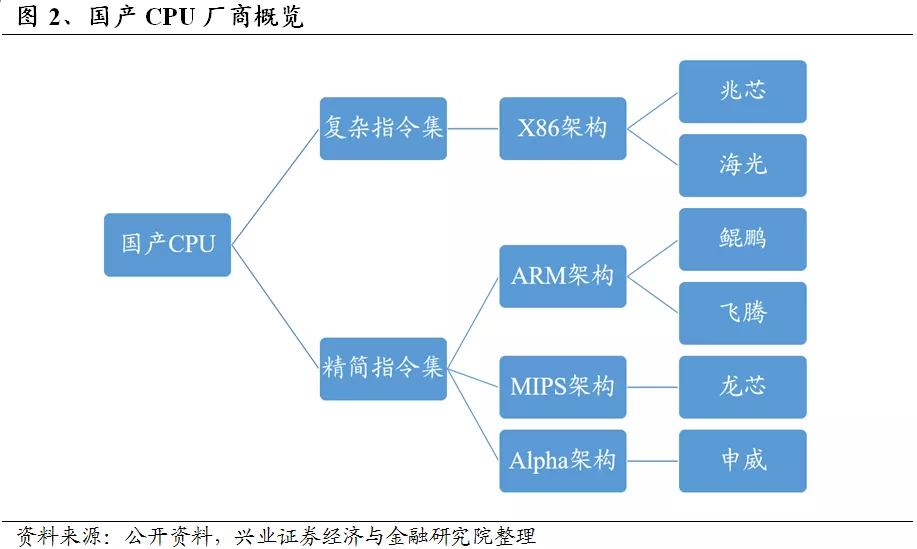 图 2、国产 CPU 厂商概览
兆芯
复杂指令集
X86架构
海光
国产CPU
鲲鹏
ARM架构
飞腾
精简指令集
MIPS架构
龙芯
Alpha架构
申威
资料来源：公开资料，兴业证券经济与金融研究院整理